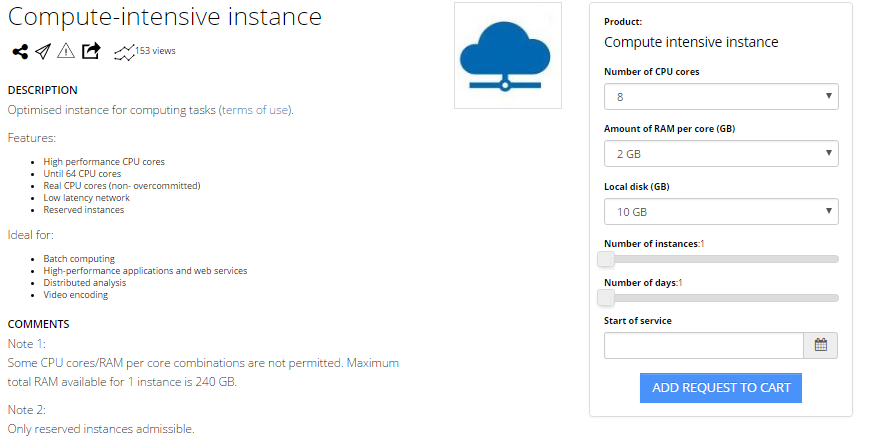 Compute-intensive instance
153 views
DESCRIPTION
Optimised instance for computing tasks (terms of use).
Features:
High performance CPU cores
Until 64 CPU cores
Real CPU cores (non- overcommitted)
Low latency network
Reserved instances
Ideal for:
Batch computing
High-performance applications and web services
Distributed analysis
Video encoding
COMMENTS
Note 1:
Some CPU cores/RAM per core combinations are not permitted. Maximum
total RAM available for 1 instance is 240 GB.
Note 2:
Only reserved instances admissible.
Product:
Compute intensive instance
Number of CPU cores
8
Amount of RAM per core (GB)
2 GB
Local disk (GB)
10 GB
Number of instances:1
Number of days:1
Start of service
ADD REQUEST TO CART